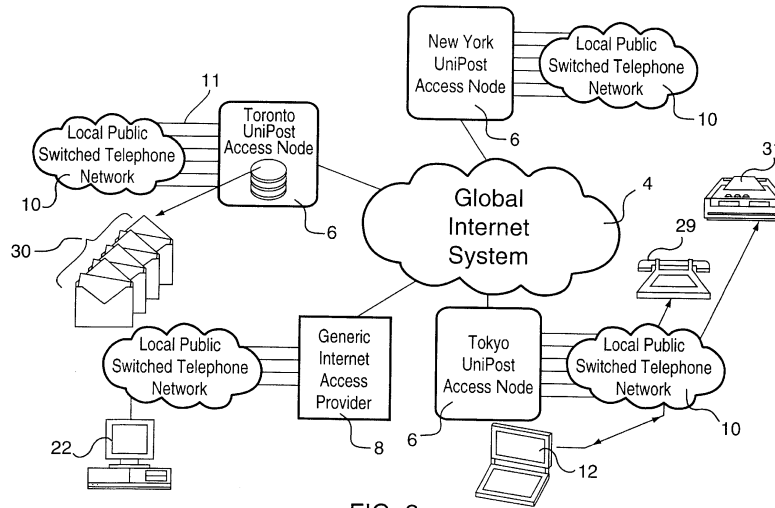 New York
UniPost
Access Node
6
Local Public
Switched Telephone
Network
10
11
Toronto
UniPost
Access Node
6
Local Public
Switched Telephone
Network
10
30
Global
Internet
System
4
31
29
Local Public
Switched Telephone
Network
22
Generic
Internet
Access
Provider
8
Tokyo
UniPost
Access Node
6
Local Public
Switched Telephone
Network
10
12